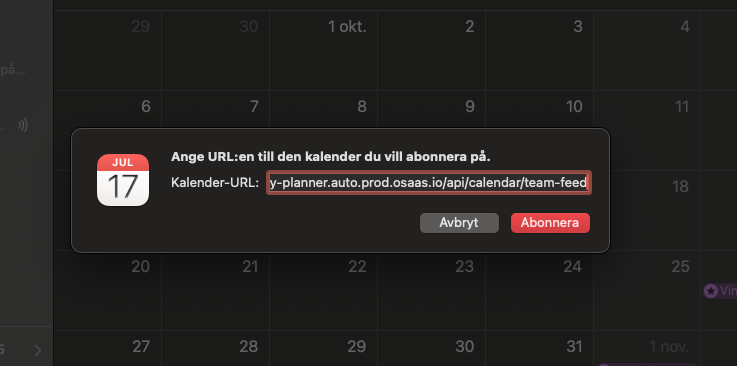 29 30 1 okt. 2 3 4
på...
6 7 8 9 10 11
...
JUL
17
Ange URL:en till den kalender du vill abonnera på.
Kalender-URL: y-planner.auto.prod.osaas.io/api/calendar/team-feed
18
Avbryt Abonnera
20 21 22 23 24 25
Vin
27 28 29 30 31 1 nov.